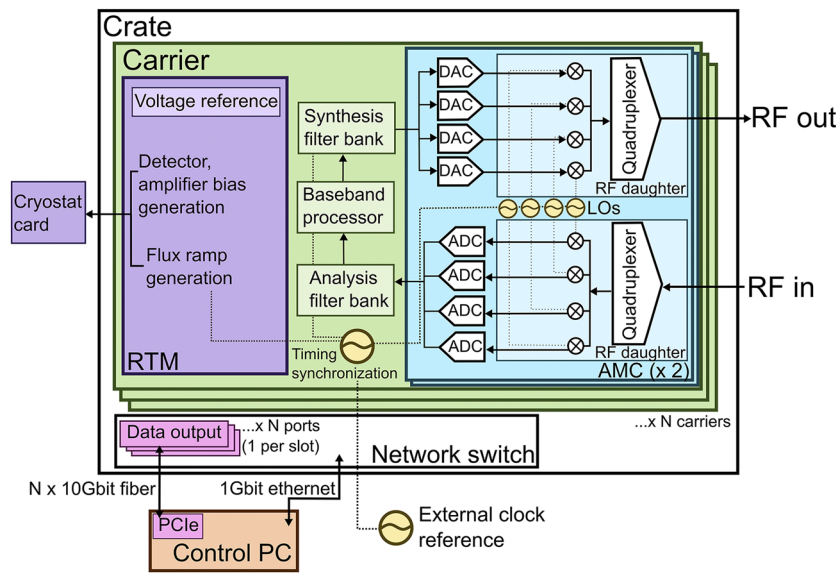 Crate
Carrier
Voltage reference
Detector,
amplifier bias
generation
Flux ramp
generation
RTM
Cryostat
card
Synthesis
filter bank
Baseband
processor
Analysis
filter bank
Timing
synchronization
DAC
DAC
DAC
DAC
Quadruplexer
RF daughter
LOs
ADC
ADC
ADC
ADC
Quadruplexer
RF daughter
AMC (x 2)
RF out
RF in
...x N carriers
Data output
...x N ports
(1 per slot)
Network switch
N x 10Gbit fiber
1Gbit ethernet
PCIe
Control PC
External clock
reference